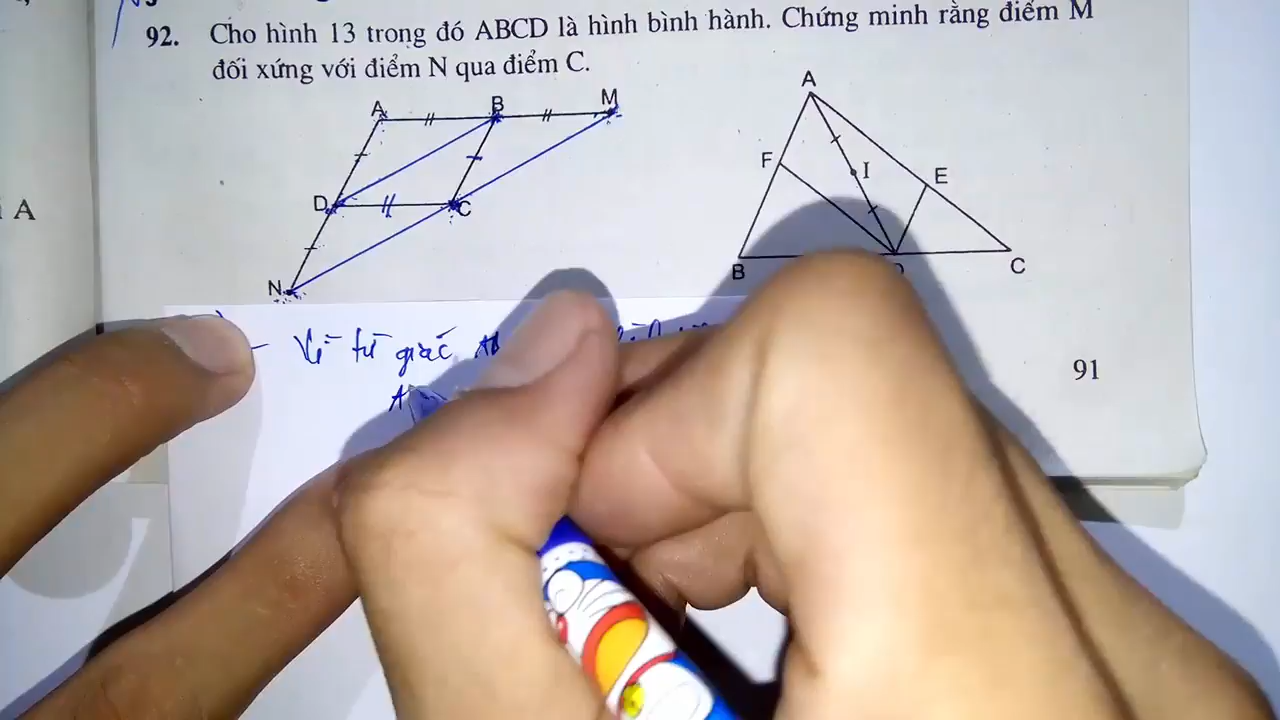 92. Cho hình 13 trong đó ABCD là hình bình hành. Chứng minh rằng điểm M
đối xứng với điểm N qua điểm C.
A B M
D C
N
A
F I E
B C
A
91
- Vì tứ giác
A